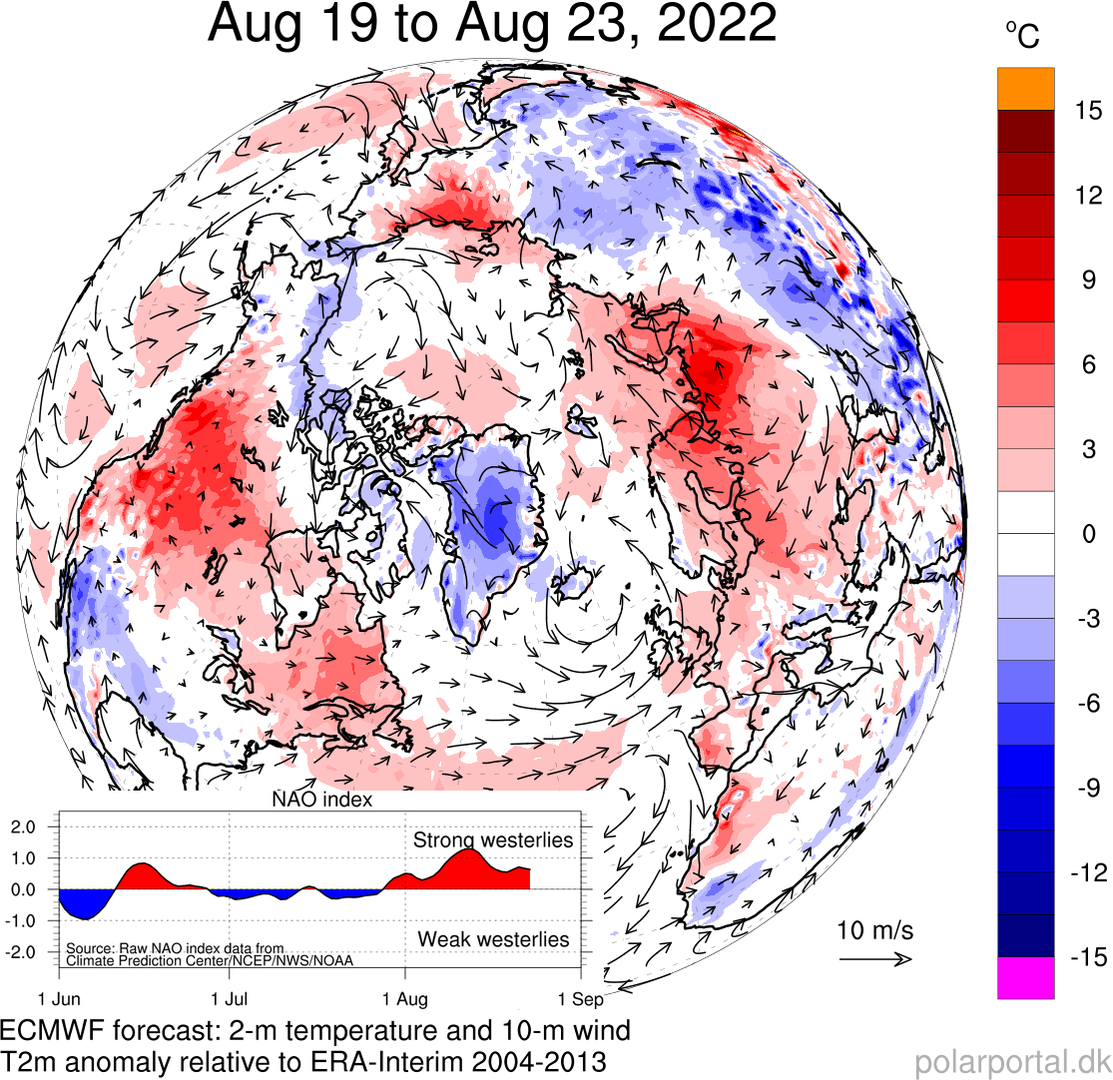 Aug 19 to Aug 23, 2022
oC
15
12
9
6
3
0
-3
-6
-9
-12
-15
NAO index
2.0
1.0
0.0
-1.0
-2.0
Strong westerlies
Weak westerlies
Source: Raw NAO index data from
Climate Prediction Center/NCEP/NWS/NOAA
1 Jun
1 Jul
1 Aug
1 Sep
10 m/s
ECMWF forecast: 2-m temperature and 10-m wind
T2m anomaly relative to ERA-Interim 2004-2013
polarportal.dk